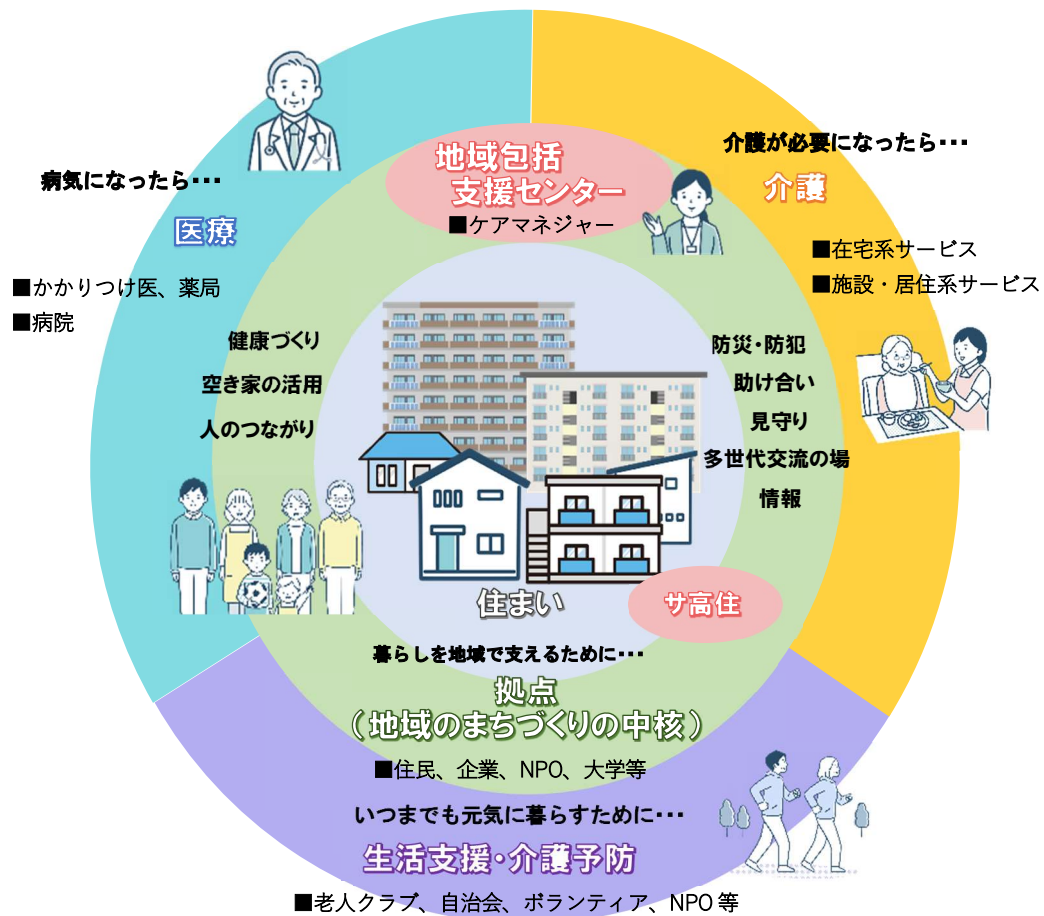 地域包括
支援センター
■ケアマネジャー
病気になったら･･･
医療
■かかりつけ医、薬局
■病院
介護が必要になったら･･･
介護
■在宅系サービス
■施設・居住系サービス
健康づくり
空き家の活用
人のつながり
防災・防犯
助け合い
見守り
多世代交流の場
情報
住まい
サ高住
暮らしを地域で支えるために･･･
拠点
（地域のまちづくりの中核）
■住民、企業、NPO、大学等
いつまでも元気に暮らすために･･･
生活支援・介護予防
■老人クラブ、自治会、ボランティア、NPO 等